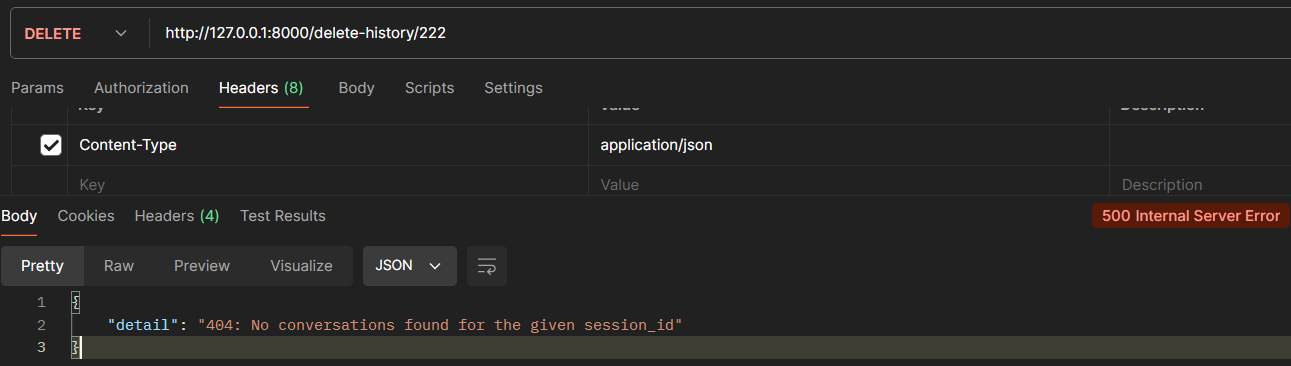 DELETE http://127.0.0.1:8000/delete-history/222
Params Authorization Headers (8) Body Scripts Settings
Key Value Description
Content-Type application/json
Key Value Description
Body Cookies Headers (4) Test Results 500 Internal Server Error
Pretty Raw Preview Visualize JSON
1 {
2 "detail": "404: No conversations found for the given session_id"
3 }